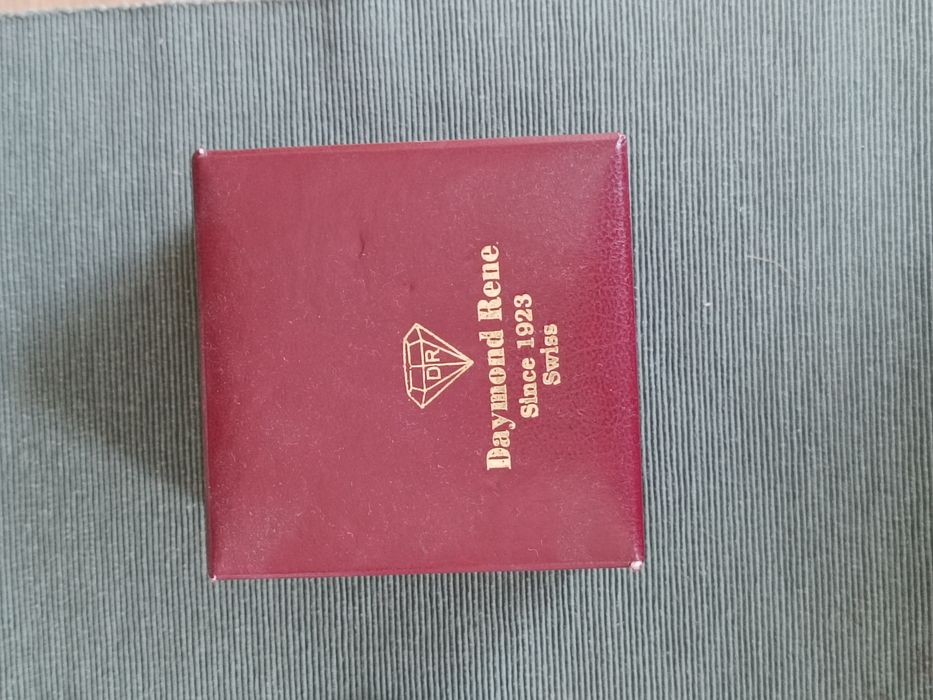 DR
Daymond Rene
Since 1923
Swiss